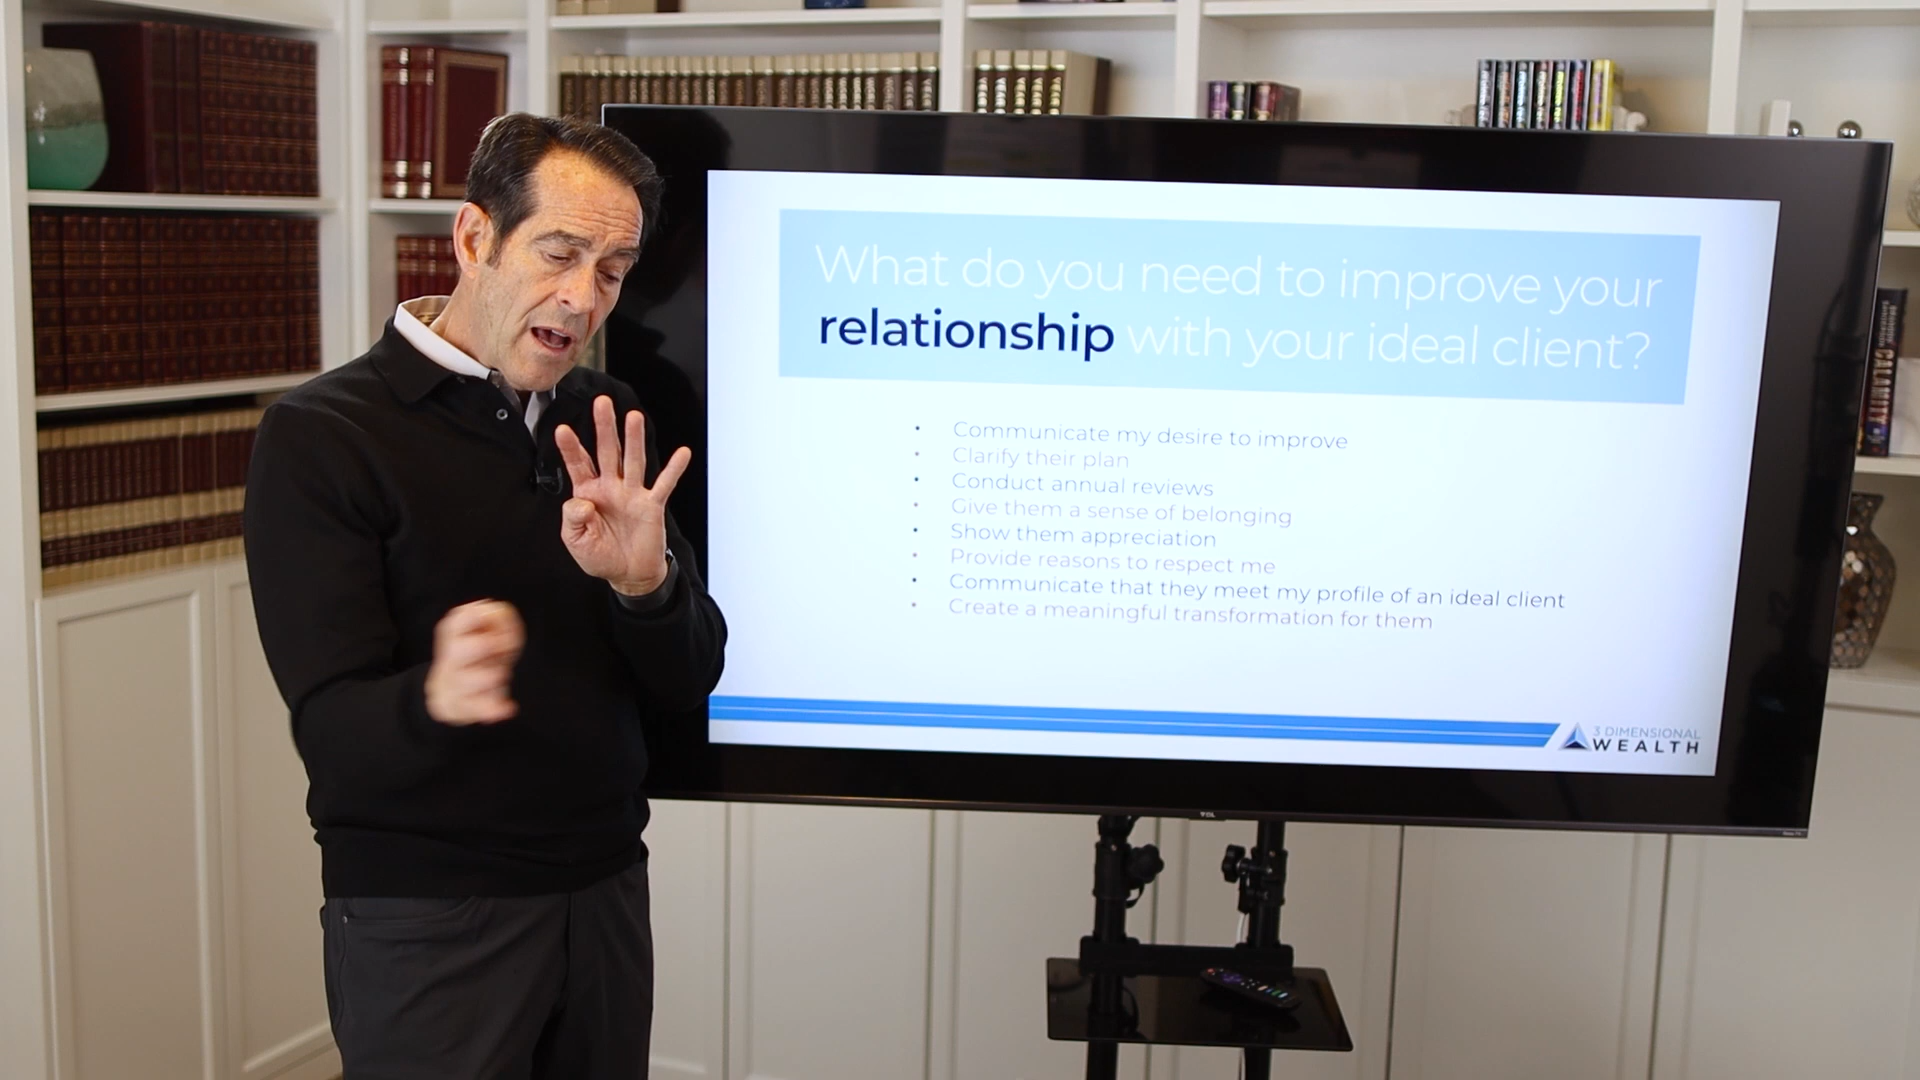 What do you need to improve your
relationship with your ideal client?
• Communicate my desire to improve
• Clarify their plan
• Conduct annual reviews
• Give them a sense of belonging
• Show them appreciation
• Provide reasons to respect me
• Communicate that they meet my profile of an ideal client
• Create a meaningful transformation for them
3 DIMENSIONAL
WEALTH
TCL
CALAMITY